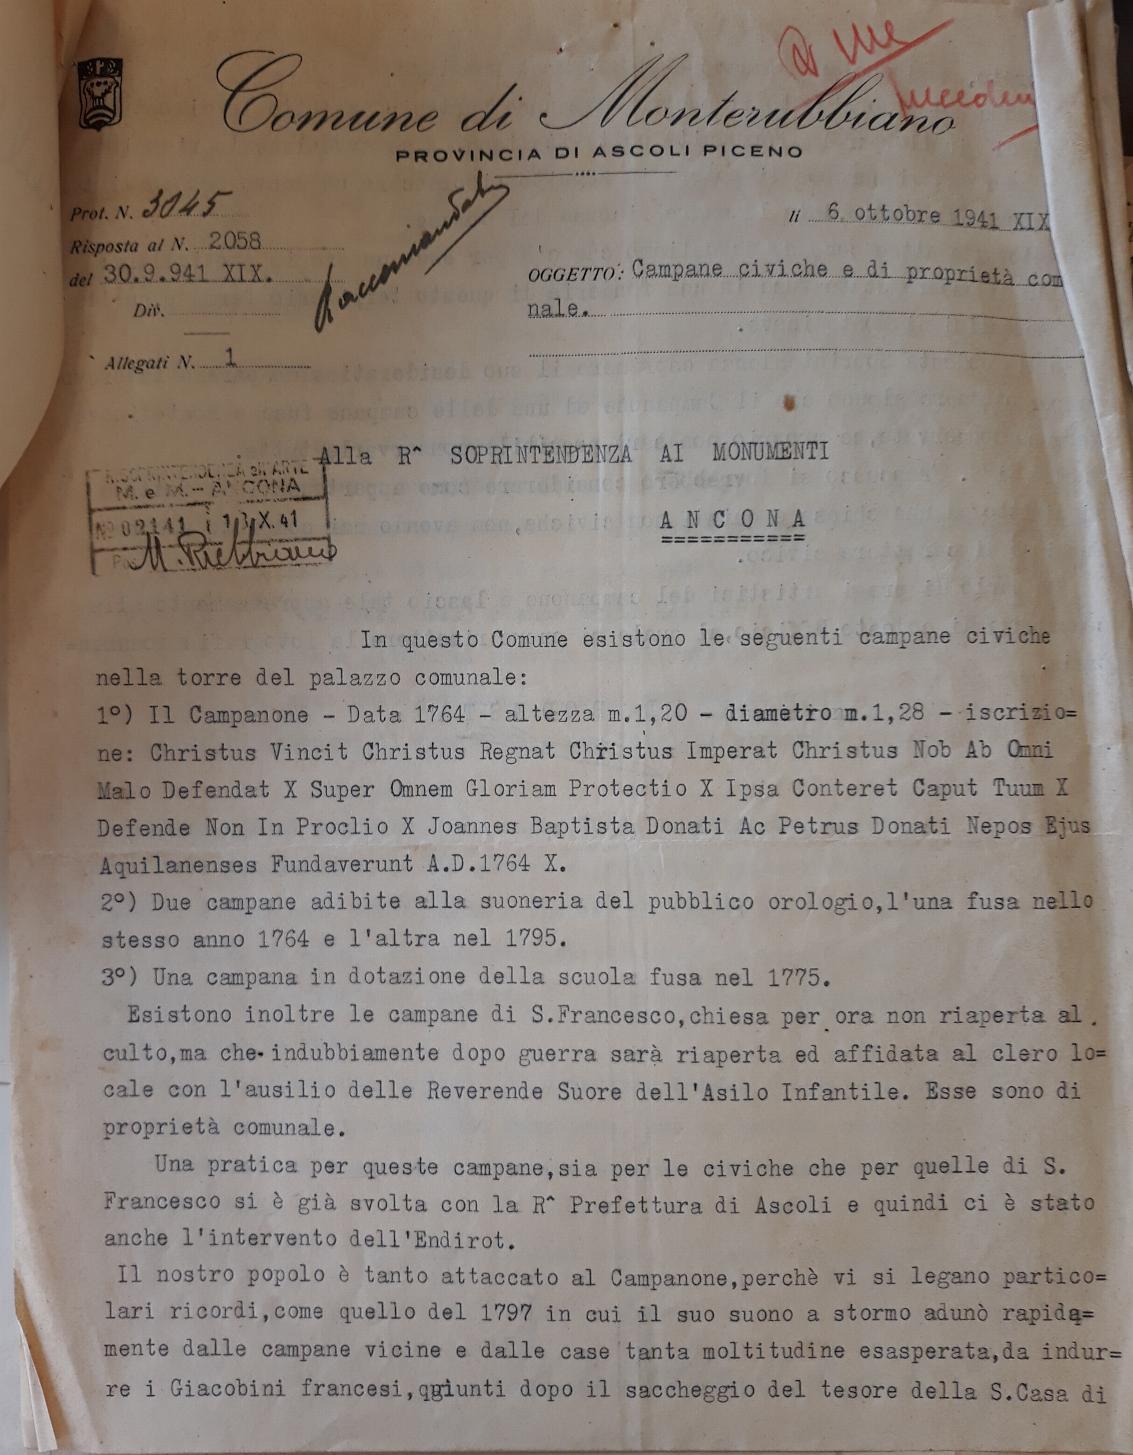 Comune di Monterubbiano
PROVINCIA DI ASCOLI PICENO
Prot. N. 3045
Risposta al N. 2058
del 30.9.941 XIX.
Div.
Allegati N. 1
Raccomandata
li 6 ottobre 1941 XIX
OGGETTO: Campane civiche e di proprietà com
nale.
Alla R^ SOPRINTENDENZA AI MONUMENTI
ANCONA
R. SOPRINTENDENZA all'ARTE
M. e M. - ANCONA
No 02141 X.41
In questo Comune esistono le seguenti campane civiche
nella torre del palazzo comunale:
1°) Il Campanone - Data 1764 - altezza m.1,20 - diametro m.1,28 - iscrizio=
ne: Christus Vincit Christus Regnat Christus Imperat Christus Nob Ab Omni
Malo Defendat X Super Omnem Gloriam Protectio X Ipsa Conteret Caput Tuum X
Defende Non In Proclio X Joannes Baptista Donati Ac Petrus Donati Nepos Ejus
Aquilanenses Fundaverunt A.D.1764 X.
2°) Due campane adibite alla suoneria del pubblico orologio,l'una fusa nello
stesso anno 1764 e l'altra nel 1795.
3°) Una campana in dotazione della scuola fusa nel 1775.
Esistono inoltre le campane di S.Francesco,chiesa per ora non riaperta al
culto,ma che indubbiamente dopo guerra sarà riaperta ed affidata al clero lo=
cale con l'ausilio delle Reverende Suore dell'Asilo Infantile. Esse sono di
proprietà comunale.
Una pratica per queste campane,sia per le civiche che per quelle di S.
Francesco si è già svolta con la R^ Prefettura di Ascoli e quindi ci è stato
anche l'intervento dell'Endirot.
Il nostro popolo è tanto attaccato al Campanone,perchè vi si legano partico=
lari ricordi,come quello del 1797 in cui il suo suono a stormo adunò rapida=
mente dalle campane vicine e dalle case tanta moltitudine esasperata,da indur=
re i Giacobini francesi,qgiunti dopo il saccheggio del tesore della S.Casa di